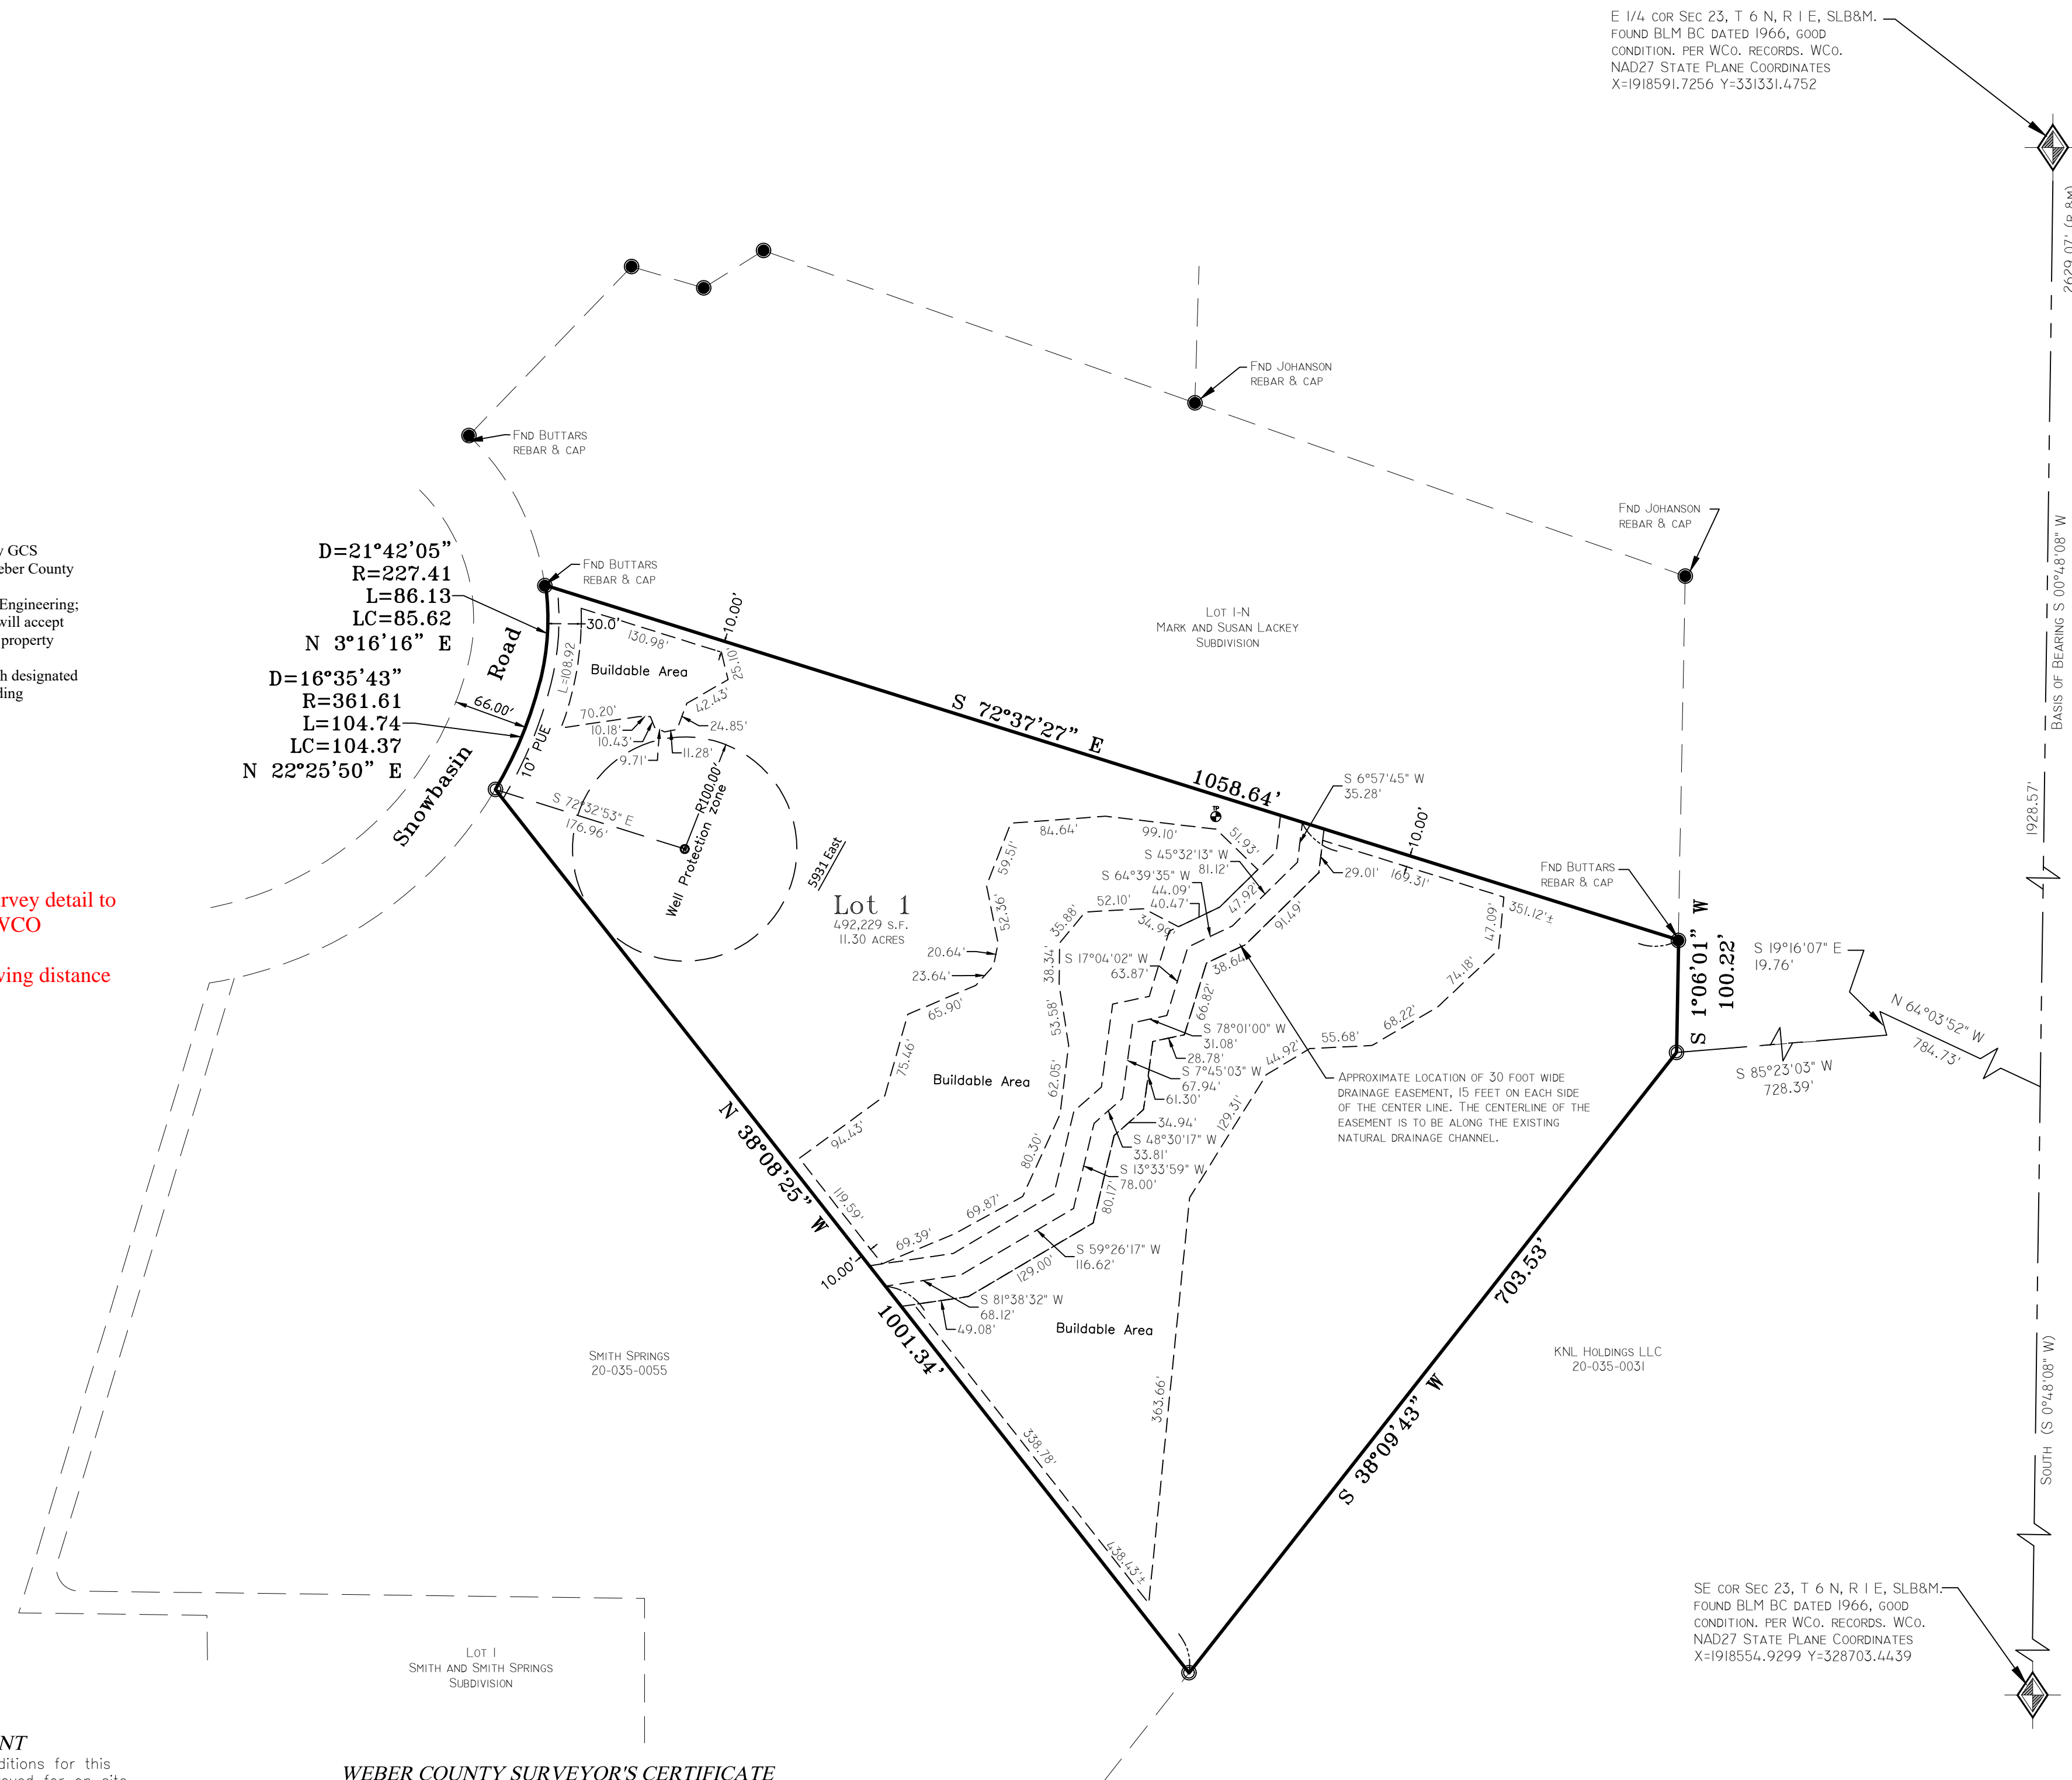 E 1/4 COR SEC 23, T 6 N, R 1 E, SLB&M.
FOUND BLM BC DATED 1966, GOOD
CONDITION. PER WCO. RECORDS. WCO.
NAD27 STATE PLANE COORDINATES
X=1918591.7256 Y=331331.4752
2629.07' (R&M)
BASIS OF BEARING S 00°48'08" W
1928.57'
SOUTH (S 0°48'08" W)
FND JOHANSON
REBAR & CAP
FND BUTTARS
REBAR & CAP
FND JOHANSON
REBAR & CAP
y GCS
eber County
Engineering;
will accept
property
h designated
ding
D=21°42'05"
R=227.41
L=86.13
LC=85.62
N 3°16'16" E
D=16°35'43"
R=361.61
L=104.74
LC=104.37
N 22°25'50" E
FND BUTTARS
REBAR & CAP
Snowbasin Road
66.00'
10' PUE
L=108.92
30.0'
130.98'
10.00'
25.10'
42.43'
24.85'
11.28'
9.71'
10.43'
10.18'
70.20'
Buildable Area
LOT 1-N
MARK AND SUSAN LACKEY
SUBDIVISION
S 72°37'27" E
1058.64'
S 72°32'53" E
176.96'
R100.00'
Well Protection zone
5931 East
Lot 1
492,229 S.F.
11.30 ACRES
84.64'
99.10'
51.93'
59.51'
52.36'
20.64'
23.64'
65.90'
75.46'
94.43'
119.59'
S 6°57'45" W
35.28'
S 45°32'13" W
81.12'
S 64°39'35" W
44.09'
40.47'
47.92'
52.10'
34.99'
35.88'
38.34'
53.58'
62.05'
80.30'
69.87'
69.39'
S 17°04'02" W
63.87'
29.01'
91.49'
38.64'
66.82'
10.00'
169.31'
351.12'±
47.09'
74.18'
68.22'
55.68'
44.92'
129.31'
363.66'
S 78°01'00" W
31.08'
28.78'
S 7°45'03" W
67.94'
61.30'
34.94'
S 48°30'17" W
33.81'
S 13°33'59" W
78.00'
80.17'
S 59°26'17" W
116.62'
129.00'
S 81°38'32" W
68.12'
49.08'
Buildable Area
Buildable Area
APPROXIMATE LOCATION OF 30 FOOT WIDE
DRAINAGE EASEMENT, 15 FEET ON EACH SIDE
OF THE CENTER LINE. THE CENTERLINE OF THE
EASEMENT IS TO BE ALONG THE EXISTING
NATURAL DRAINAGE CHANNEL.
FND BUTTARS
REBAR & CAP
S 1°06'01" W
100.22'
S 19°16'07" E
19.76'
N 64°03'52" W
784.73'
S 85°23'03" W
728.39'
rvey detail to
WCO
ving distance
N 38°08'25" W
1001.34'
10.00'
338.78'
438.43'±
S 38°09'43" W
703.53'
SMITH SPRINGS
20-035-0055
KNL HOLDINGS LLC
20-035-0031
LOT 1
SMITH AND SMITH SPRINGS
SUBDIVISION
SE COR SEC 23, T 6 N, R 1 E, SLB&M.
FOUND BLM BC DATED 1966, GOOD
CONDITION. PER WCO. RECORDS. WCO.
NAD27 STATE PLANE COORDINATES
X=1918554.9299 Y=328703.4439
NT
ditions for this
WEBER COUNTY SURVEYOR'S CERTIFICATE